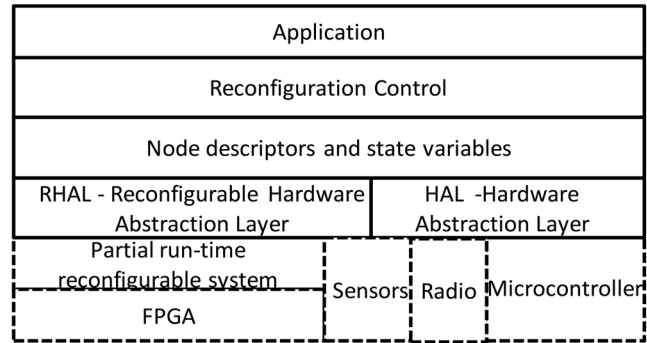 Application
Reconfiguration Control
Node descriptors and state variables
RHAL - Reconfigurable Hardware
Abstraction Layer
HAL -Hardware
Abstraction Layer
Partial run-time
reconfigurable system
FPGA
Sensors
Radio
Microcontroller